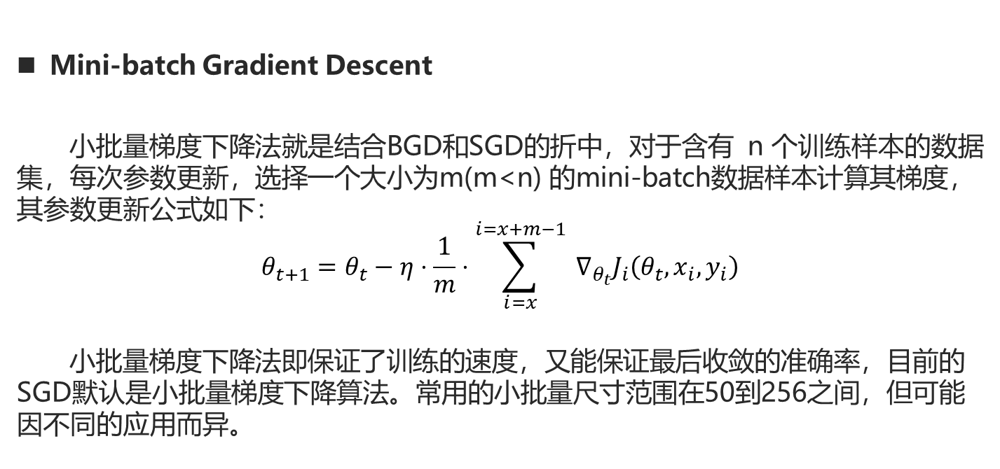 ■ Mini-batch Gradient Descent
小批量梯度下降法就是结合BGD和SGD的折中，对于含有 n 个训练样本的数据
集，每次参数更新，选择一个大小为m(m<n) 的mini-batch数据样本计算其梯度，
其参数更新公式如下：
θ_{t+1} = θ_t − η · \frac{1}{m} · \sum_{i=x}^{i=x+m−1} ∇_{θ_t} J_i(θ_t, x_i, y_i)
小批量梯度下降法即保证了训练的速度，又能保证最后收敛的准确率，目前的
SGD默认是小批量梯度下降算法。常用的小批量尺寸范围在50到256之间，但可能
因不同的应用而异。